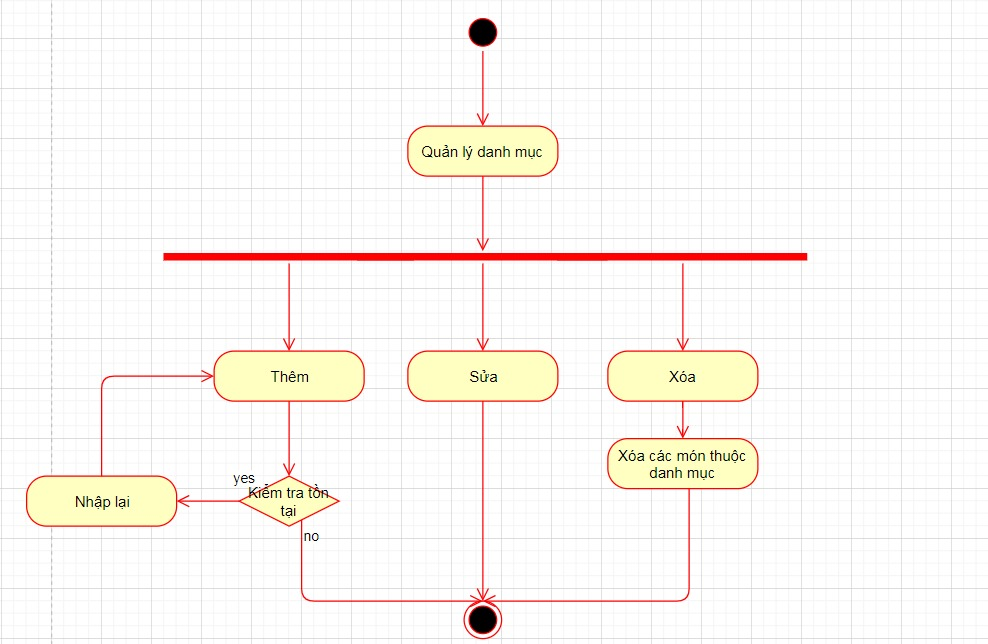 Quản lý danh mục
Thêm
Sửa
Xóa
Xóa các món thuộc
danh mục
yes
Kiểm tra tồn
tại
Nhập lại
no